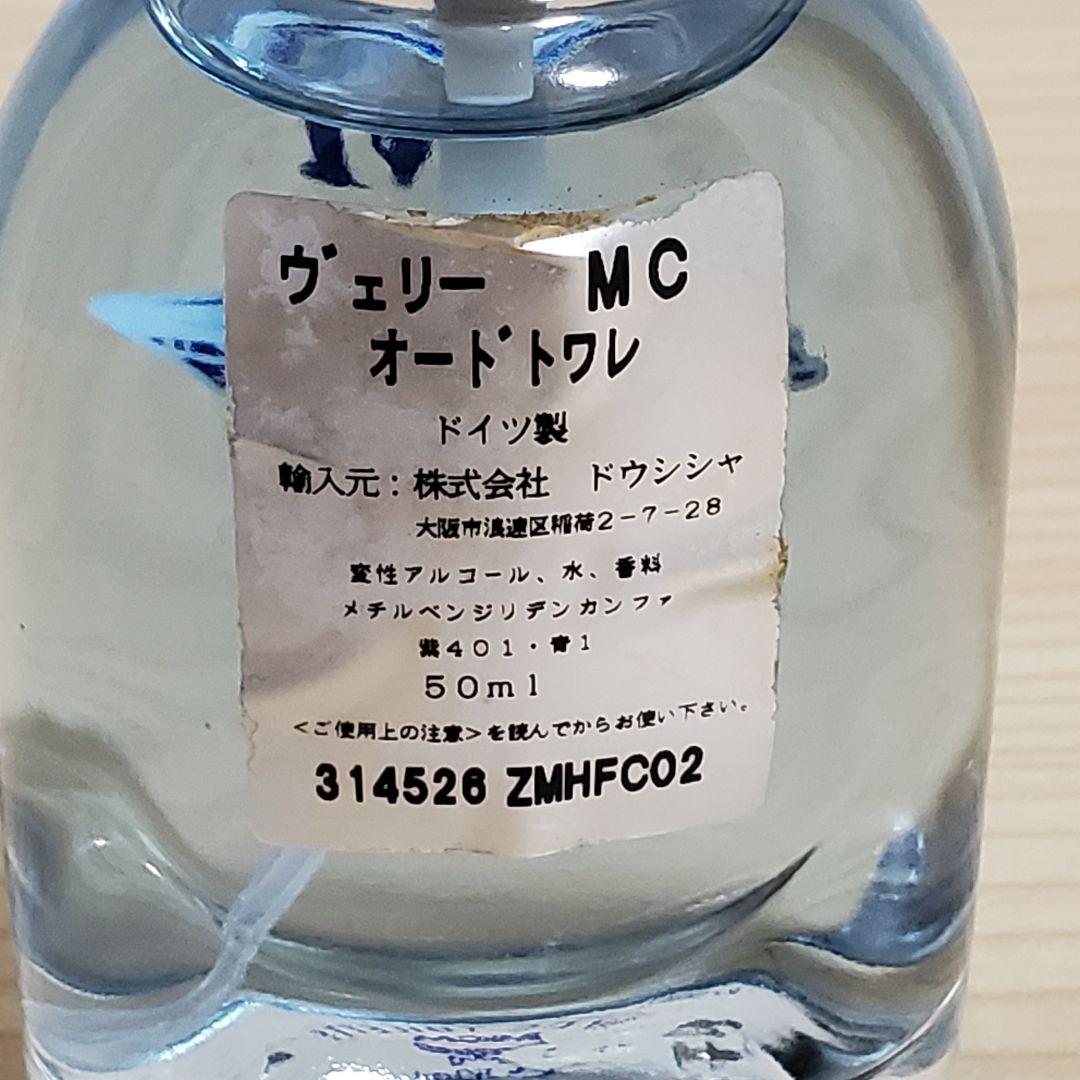 ヴェリー　MC
オードトワレ
ドイツ製
輸入元：株式会社　ドウシシャ
大阪市浪速区稲荷2－7－28
変性アルコール、水、香料
メチルベンジリデンカンファ
紫401・青1
50ml
＜ご使用上の注意＞を読んでからお使い下さい。
314526 ZMHFC02